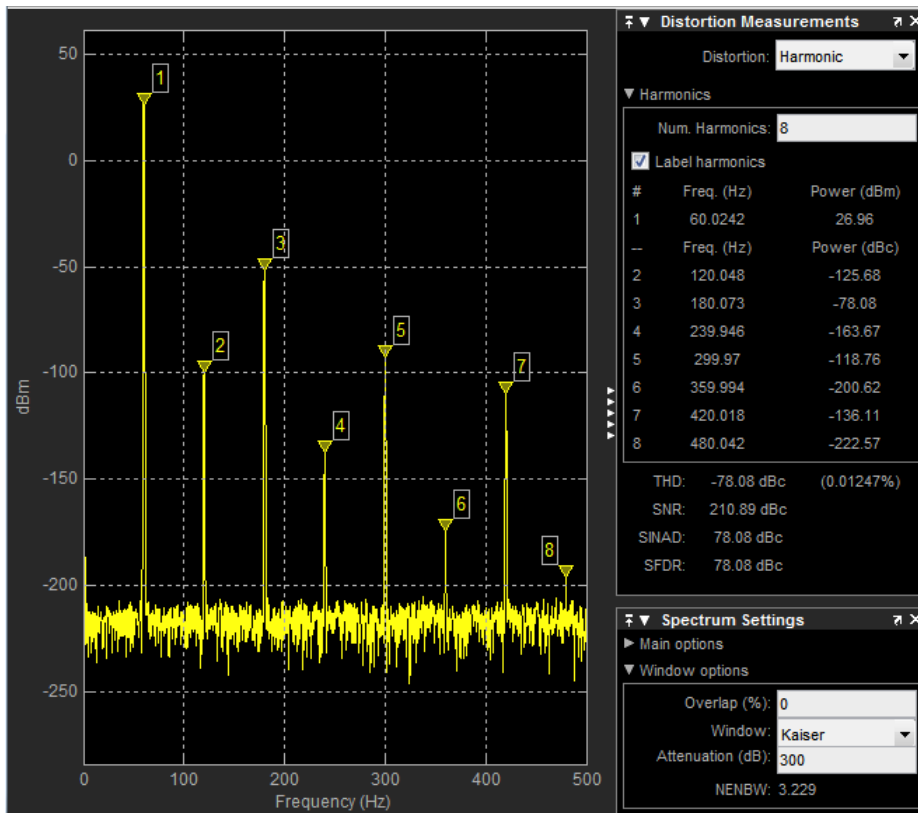 50
0
-50
-100
-150
-200
-250
dBm
0 100 200 300 400 500
Frequency (Hz)
1
2
3
4
5
6
7
8
Distortion Measurements
Distortion: Harmonic
Harmonics
Num. Harmonics: 8
Label harmonics
# Freq. (Hz) Power (dBm)
1 60.0242 26.96
-- Freq. (Hz) Power (dBc)
2 120.048 -125.68
3 180.073 -78.08
4 239.946 -163.67
5 299.97 -118.76
6 359.994 -200.62
7 420.018 -136.11
8 480.042 -222.57
THD: -78.08 dBc (0.01247%)
SNR: 210.89 dBc
SINAD: 78.08 dBc
SFDR: 78.08 dBc
Spectrum Settings
Main options
Window options
Overlap (%): 0
Window: Kaiser
Attenuation (dB): 300
NENBW: 3.229